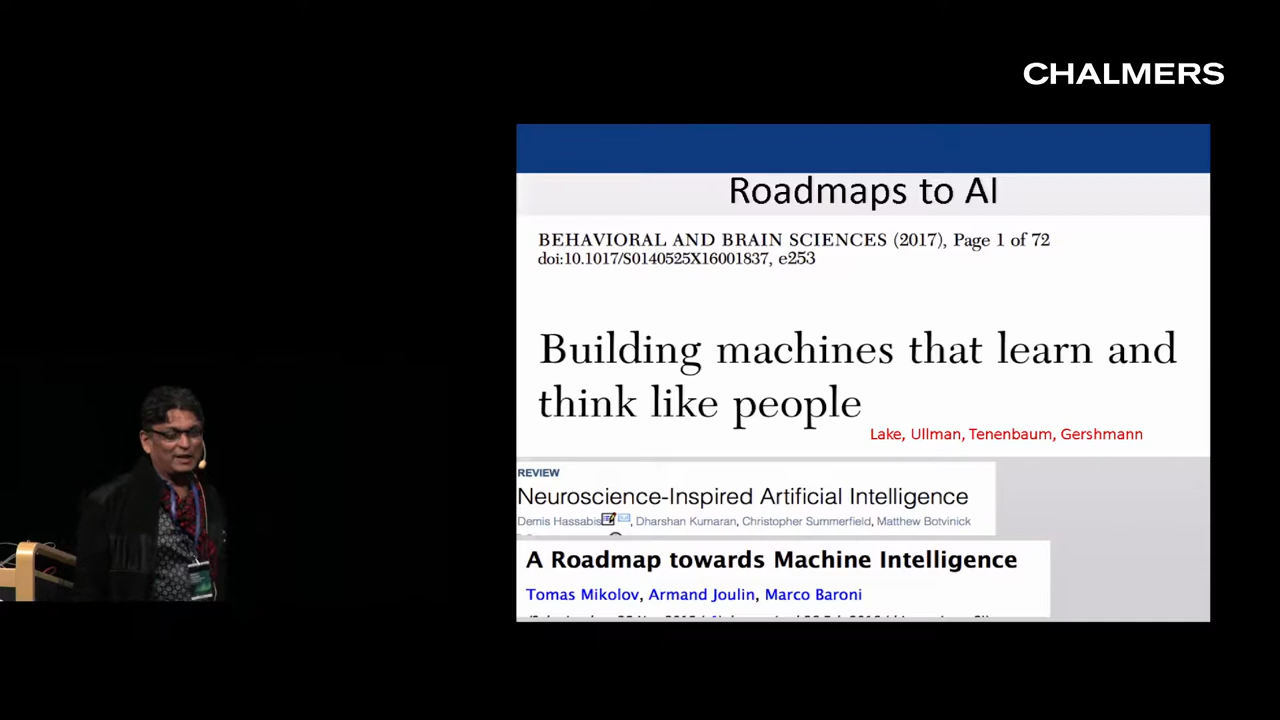 CHALMERS
Roadmaps to AI
BEHAVIORAL AND BRAIN SCIENCES (2017), Page 1 of 72
doi:10.1017/S0140525X16001837, e253
Building machines that learn and
think like people
Lake, Ullman, Tenenbaum, Gershmann
REVIEW
Neuroscience-Inspired Artificial Intelligence
Demis Hassabis, Dharshan Kumaran, Christopher Summerfield, Matthew Botvinick
A Roadmap towards Machine Intelligence
Tomas Mikolov, Armand Joulin, Marco Baroni